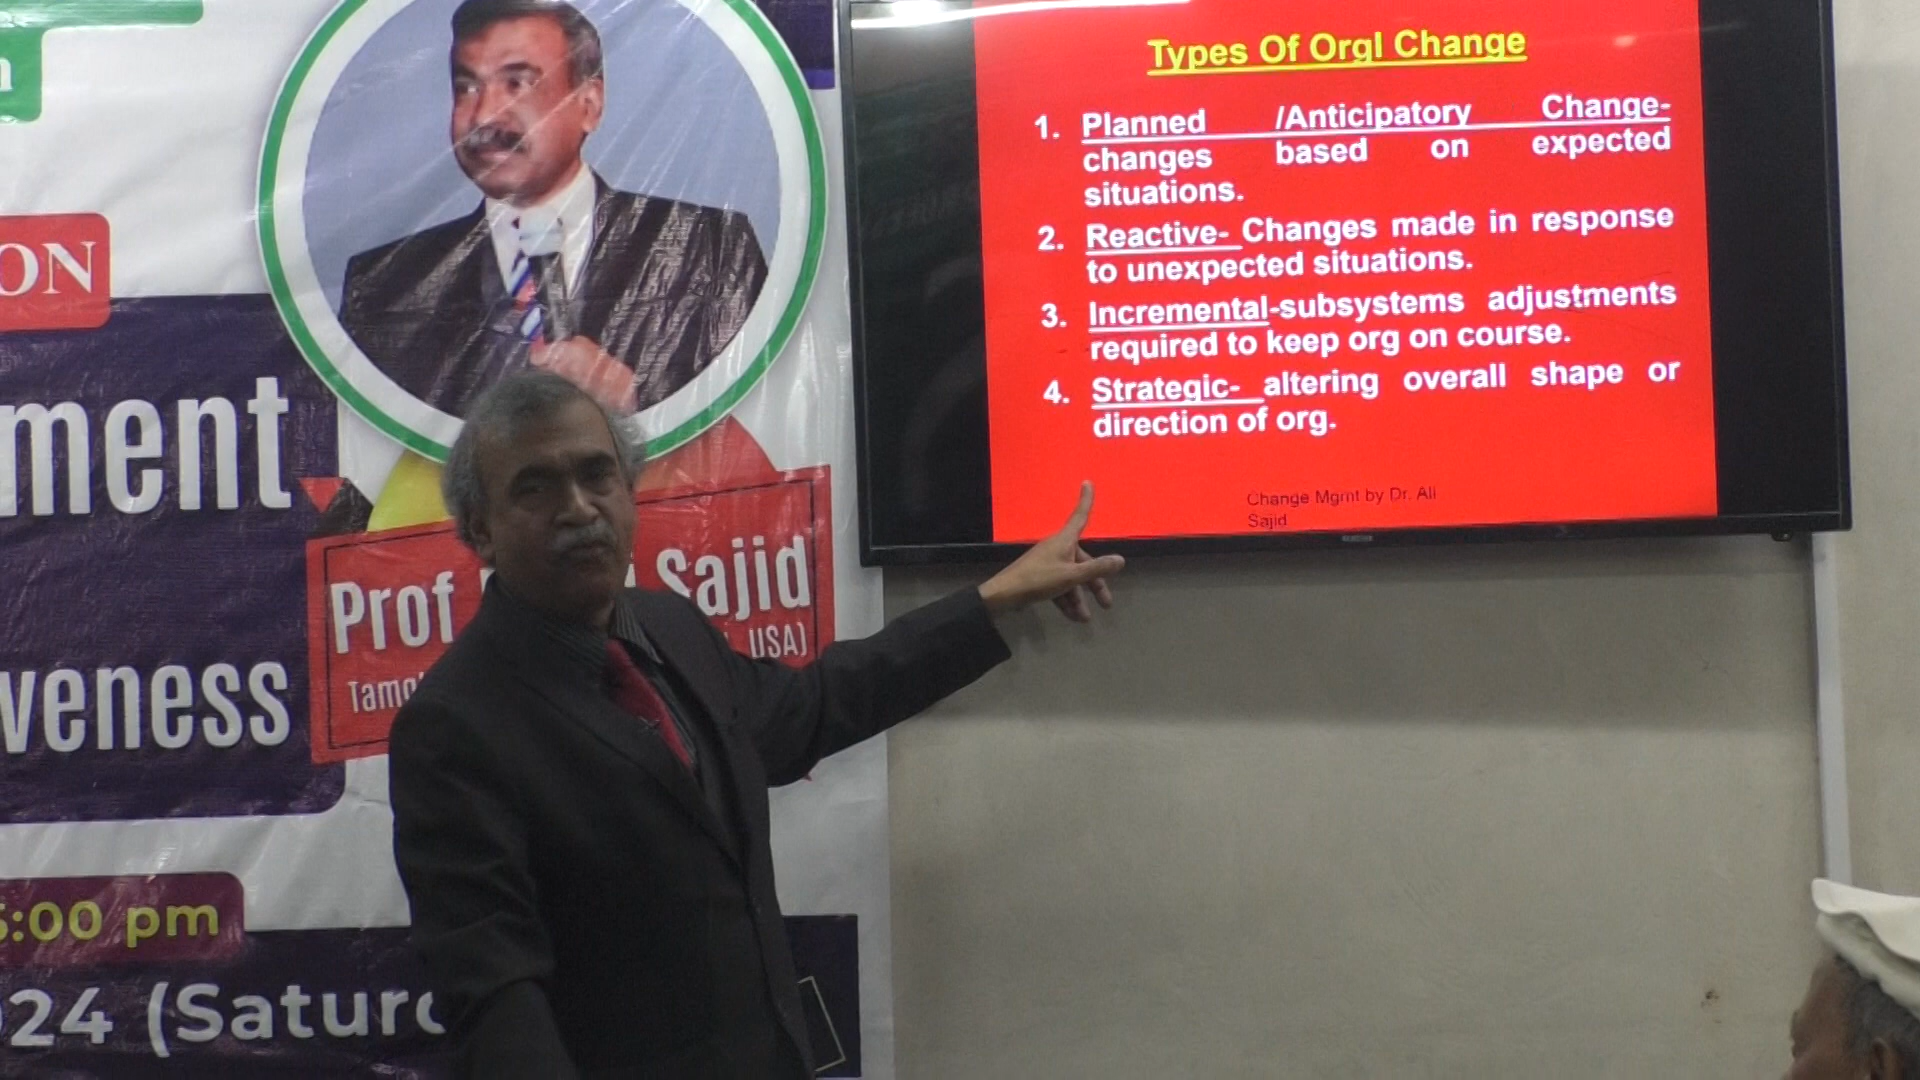 ON
ment
veness
Prof Sajid
USA)
:00 pm
24 (Satur
Types Of Orgl Change
1. Planned /Anticipatory Change-
changes based on expected
situations.
2. Reactive- Changes made in response
to unexpected situations.
3. Incremental-subsystems adjustments
required to keep org on course.
4. Strategic- altering overall shape or
direction of org.
Change Mgmt by Dr. Ali
Sajid